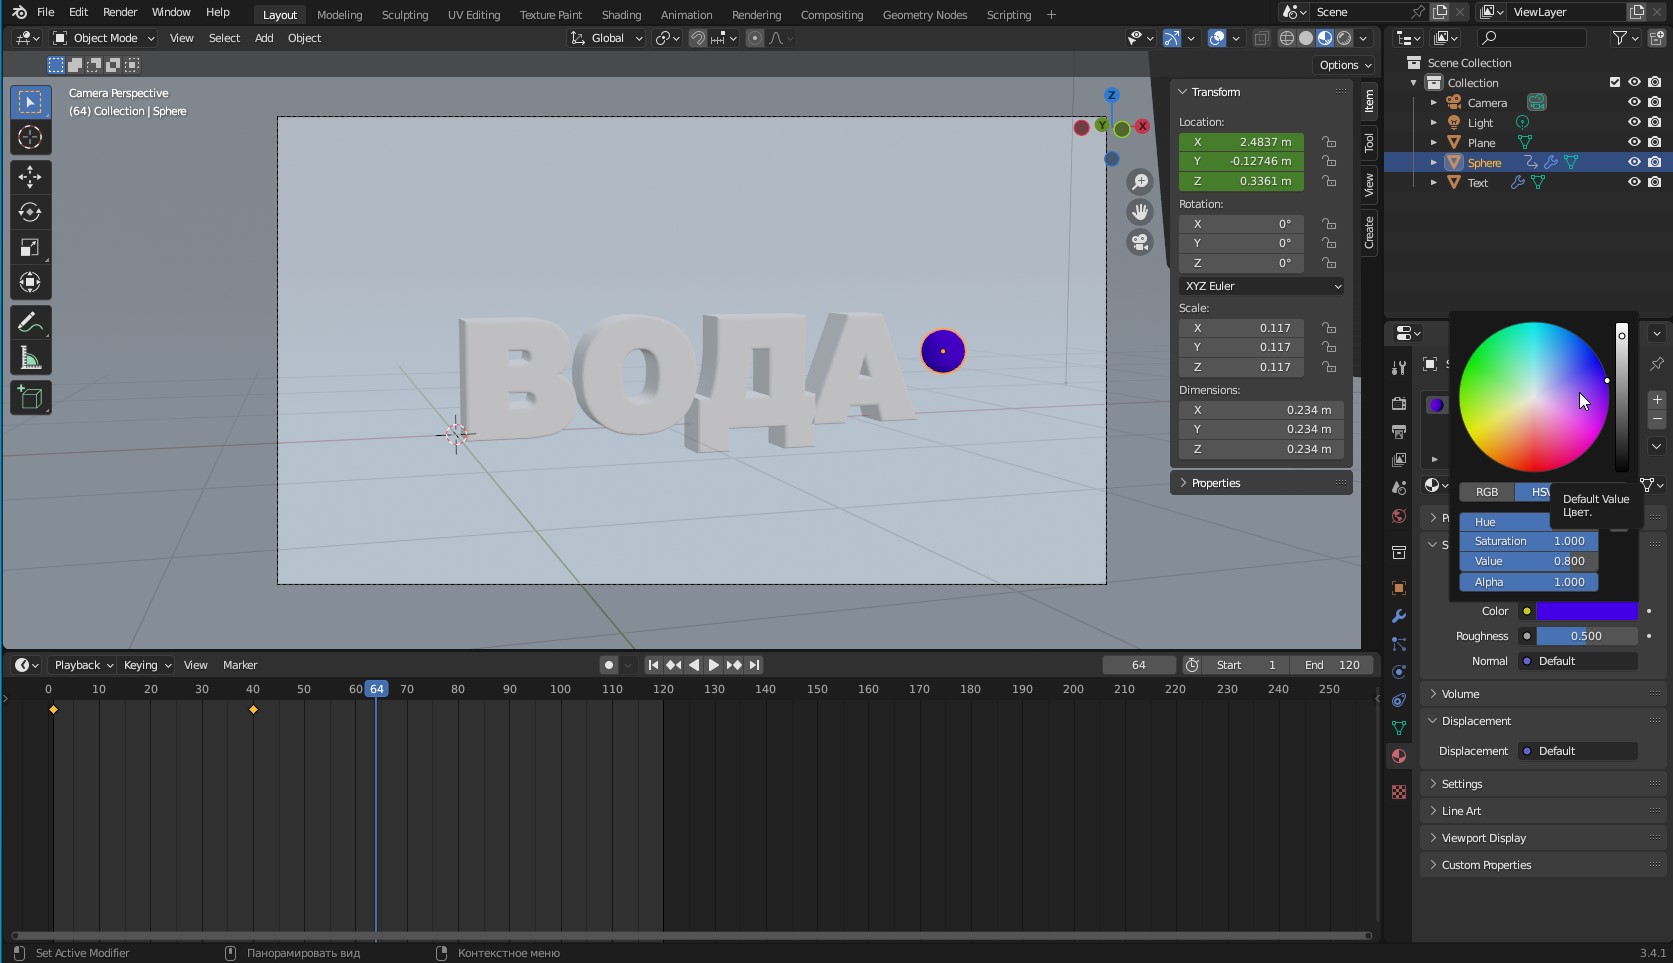 File Edit Render Window Help Layout Modeling Sculpting UV Editing Texture Paint Shading Animation Rendering Compositing Geometry Nodes Scripting + Scene ViewLayer
Object Mode View Select Add Object Global
Options
Camera Perspective
(64) Collection | Sphere
ВОДА
Z
Y
X
Transform
Location:
X 2.4837 m
Y -0.12746 m
Z 0.3361 m
Rotation:
X 0°
Y 0°
Z 0°
XYZ Euler
Scale:
X 0.117
Y 0.117
Z 0.117
Dimensions:
X 0.234 m
Y 0.234 m
Z 0.234 m
Properties
Item
Tool
View
Create
Scene Collection
Collection
Camera
Light
Plane
Sphere
Text
RGB
Default Value
Цвет.
Hue
Saturation 1.000
Value 0.800
Alpha 1.000
Color
Roughness 0.500
Normal Default
Volume
Displacement
Displacement Default
Settings
Line Art
Viewport Display
Custom Properties
Playback Keying View Marker 64 Start 1 End 120
0 10 20 30 40 50 60 64 70 80 90 100 110 120 130 140 150 160 170 180 190 200 210 220 230 240 250
Set Active Modifier Панорамировать вид Контекстное меню 3.4.1